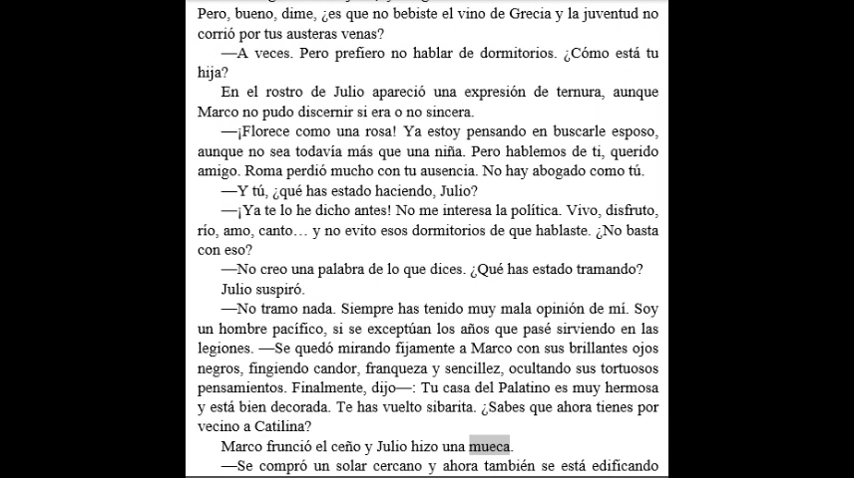 Pero, bueno, dime, ¿es que no bebiste el vino de Grecia y la juventud no
corrió por tus austeras venas?
—A veces. Pero prefiero no hablar de dormitorios. ¿Cómo está tu
hija?
En el rostro de Julio apareció una expresión de ternura, aunque
Marco no pudo discernir si era o no sincera.
—¡Florece como una rosa! Ya estoy pensando en buscarle esposo,
aunque no sea todavía más que una niña. Pero hablemos de ti, querido
amigo. Roma perdió mucho con tu ausencia. No hay abogado como tú.
—Y tú, ¿qué has estado haciendo, Julio?
—¡Ya te lo he dicho antes! No me interesa la política. Vivo, disfruto,
río, amo, canto… y no evito esos dormitorios de que hablaste. ¿No basta
con eso?
—No creo una palabra de lo que dices. ¿Qué has estado tramando?
Julio suspiró.
—No tramo nada. Siempre has tenido muy mala opinión de mí. Soy
un hombre pacífico, si se exceptúan los años que pasé sirviendo en las
legiones. —Se quedó mirando fijamente a Marco con sus brillantes ojos
negros, fingiendo candor, franqueza y sencillez, ocultando sus tortuosos
pensamientos. Finalmente, dijo—: Tu casa del Palatino es muy hermosa
y está bien decorada. Te has vuelto sibarita. ¿Sabes que ahora tienes por
vecino a Catilina?
Marco frunció el ceño y Julio hizo una mueca.
—Se compró un solar cercano y ahora también se está edificando